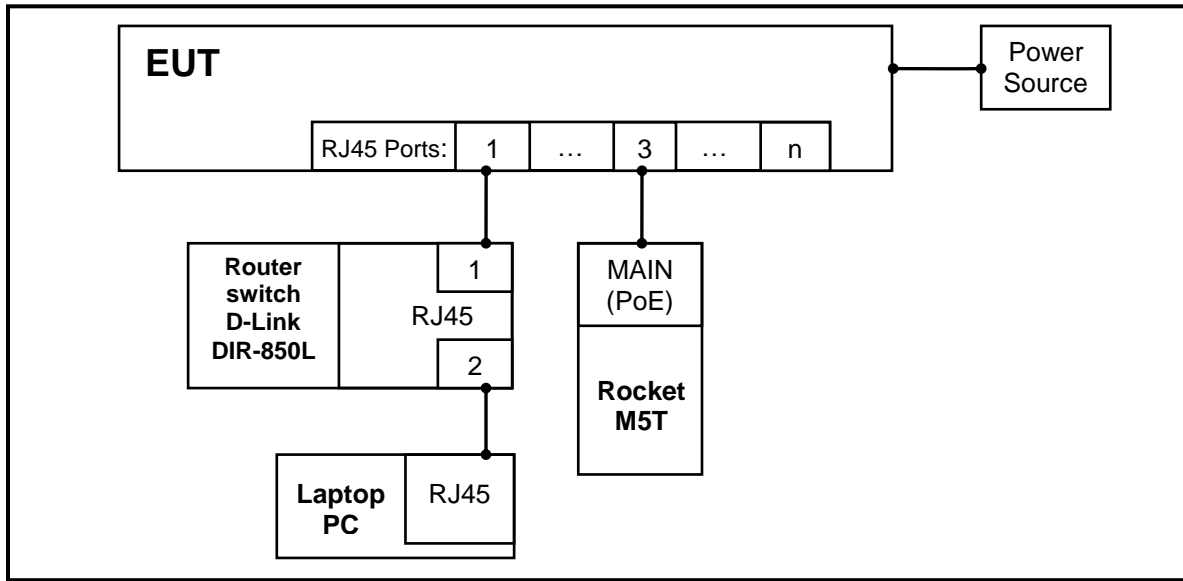 EUT
Power
Source
RJ45 Ports: 1 … 3 … n
Router
switch
D-Link
DIR-850L
1
RJ45
2
MAIN
(PoE)
Rocket
M5T
Laptop
PC
RJ45